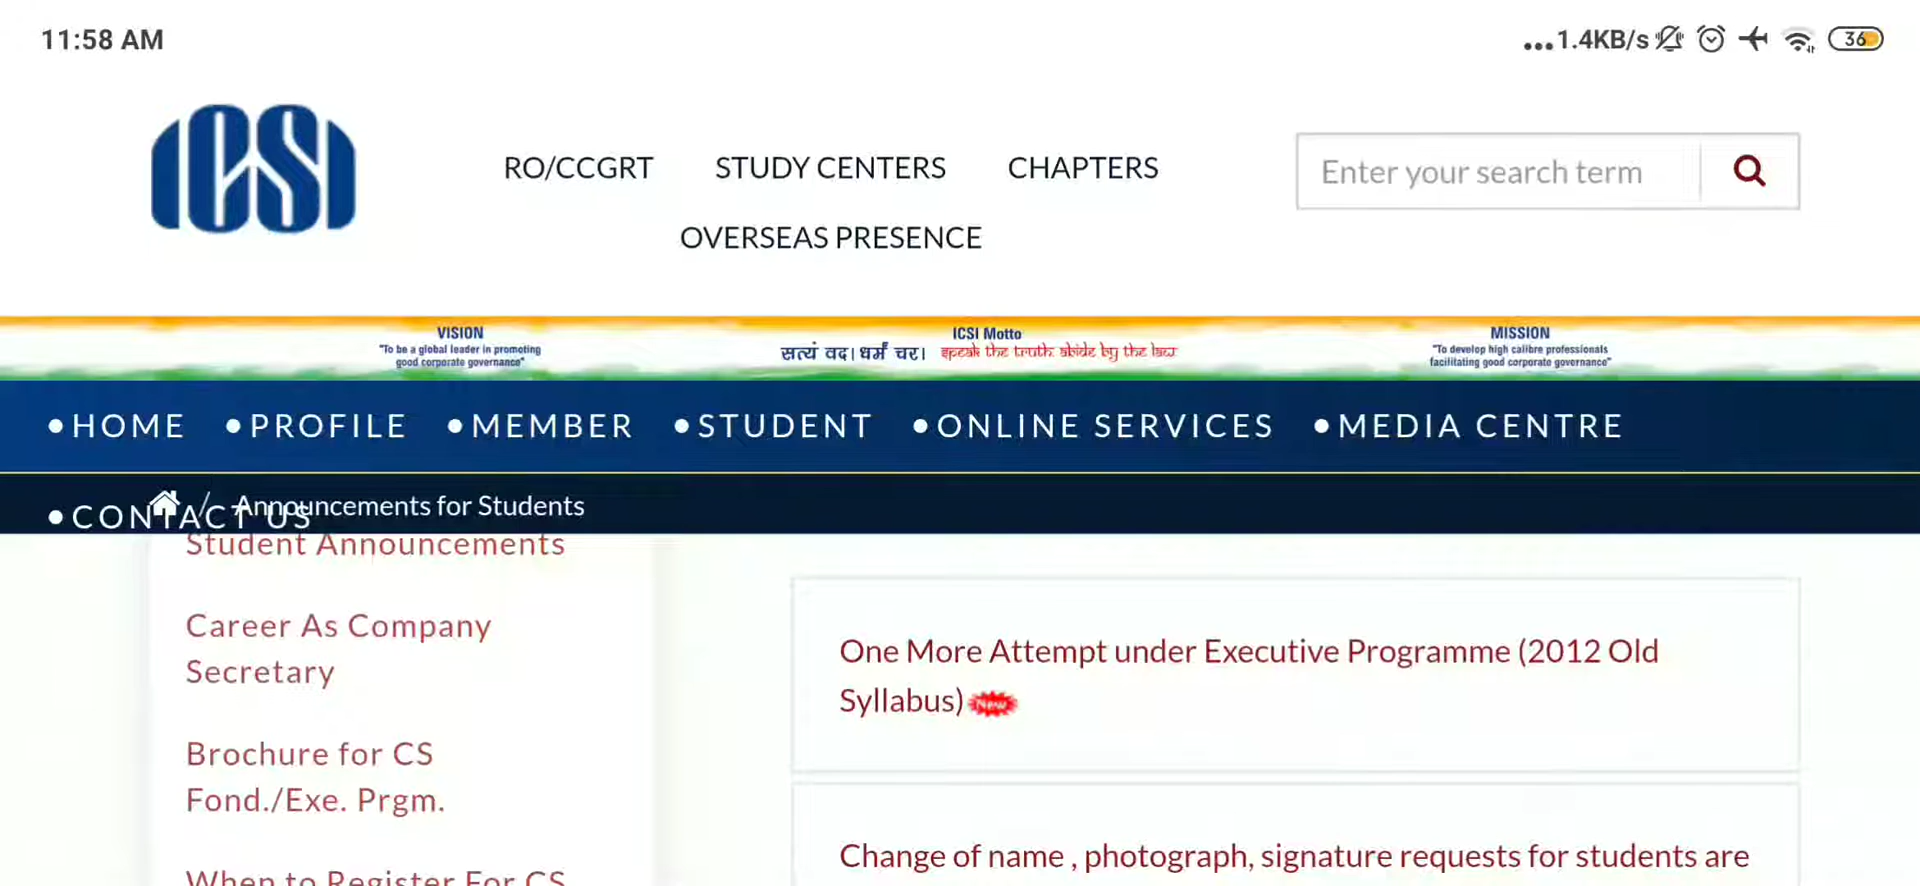 11:58 AM
...1.4KB/s
36
ICSI
RO/CCGRT STUDY CENTERS CHAPTERS
OVERSEAS PRESENCE
Enter your search term
VISION
"To be a global leader in promoting
good corporate governance"
ICSI Motto
सत्यं वद। धर्मं चर। speak the truth. abide by the law.
MISSION
"To develop high calibre professionals
facilitating good corporate governance"
•HOME •PROFILE •MEMBER •STUDENT •ONLINE SERVICES •MEDIA CENTRE
•CONTACT US
/ Announcements for Students
Student Announcements
Career As Company
Secretary
Brochure for CS
Fond./Exe. Prgm.
When to Register For CS
One More Attempt under Executive Programme (2012 Old
Syllabus) New
Change of name , photograph, signature requests for students are